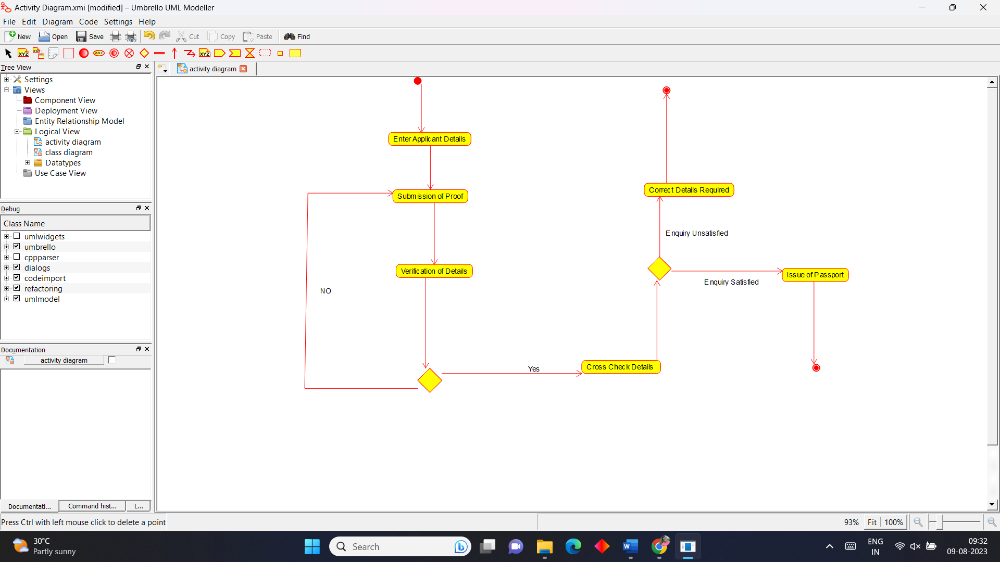 Activity Diagram.xmi [modified] – Umbrello UML Modeller
File Edit Diagram Code Settings Help
New Open Save Cut Copy Paste Find
XYZ XYZ ABC XYZ
Tree View
Settings
Views
Component View
Deployment View
Entity Relationship Model
Logical View
activity diagram
class diagram
Datatypes
Use Case View
Debug
Class Name
umlwidgets
umbrello
cppparser
dialogs
codeimport
refactoring
umlmodel
Documentation
activity diagram
Documentati... Command hist... L...
activity diagram
Enter Applicant Details
Submission of Proof
Verification of Details
NO
Yes
Cross Check Details
Correct Details Required
Enquiry Unsatisfied
Enquiry Satisfied
Issue of Passport
Press Ctrl with left mouse click to delete a point
93% Fit 100%
30°C
Partly sunny
Search
ENG
IN
09:32
09-08-2023